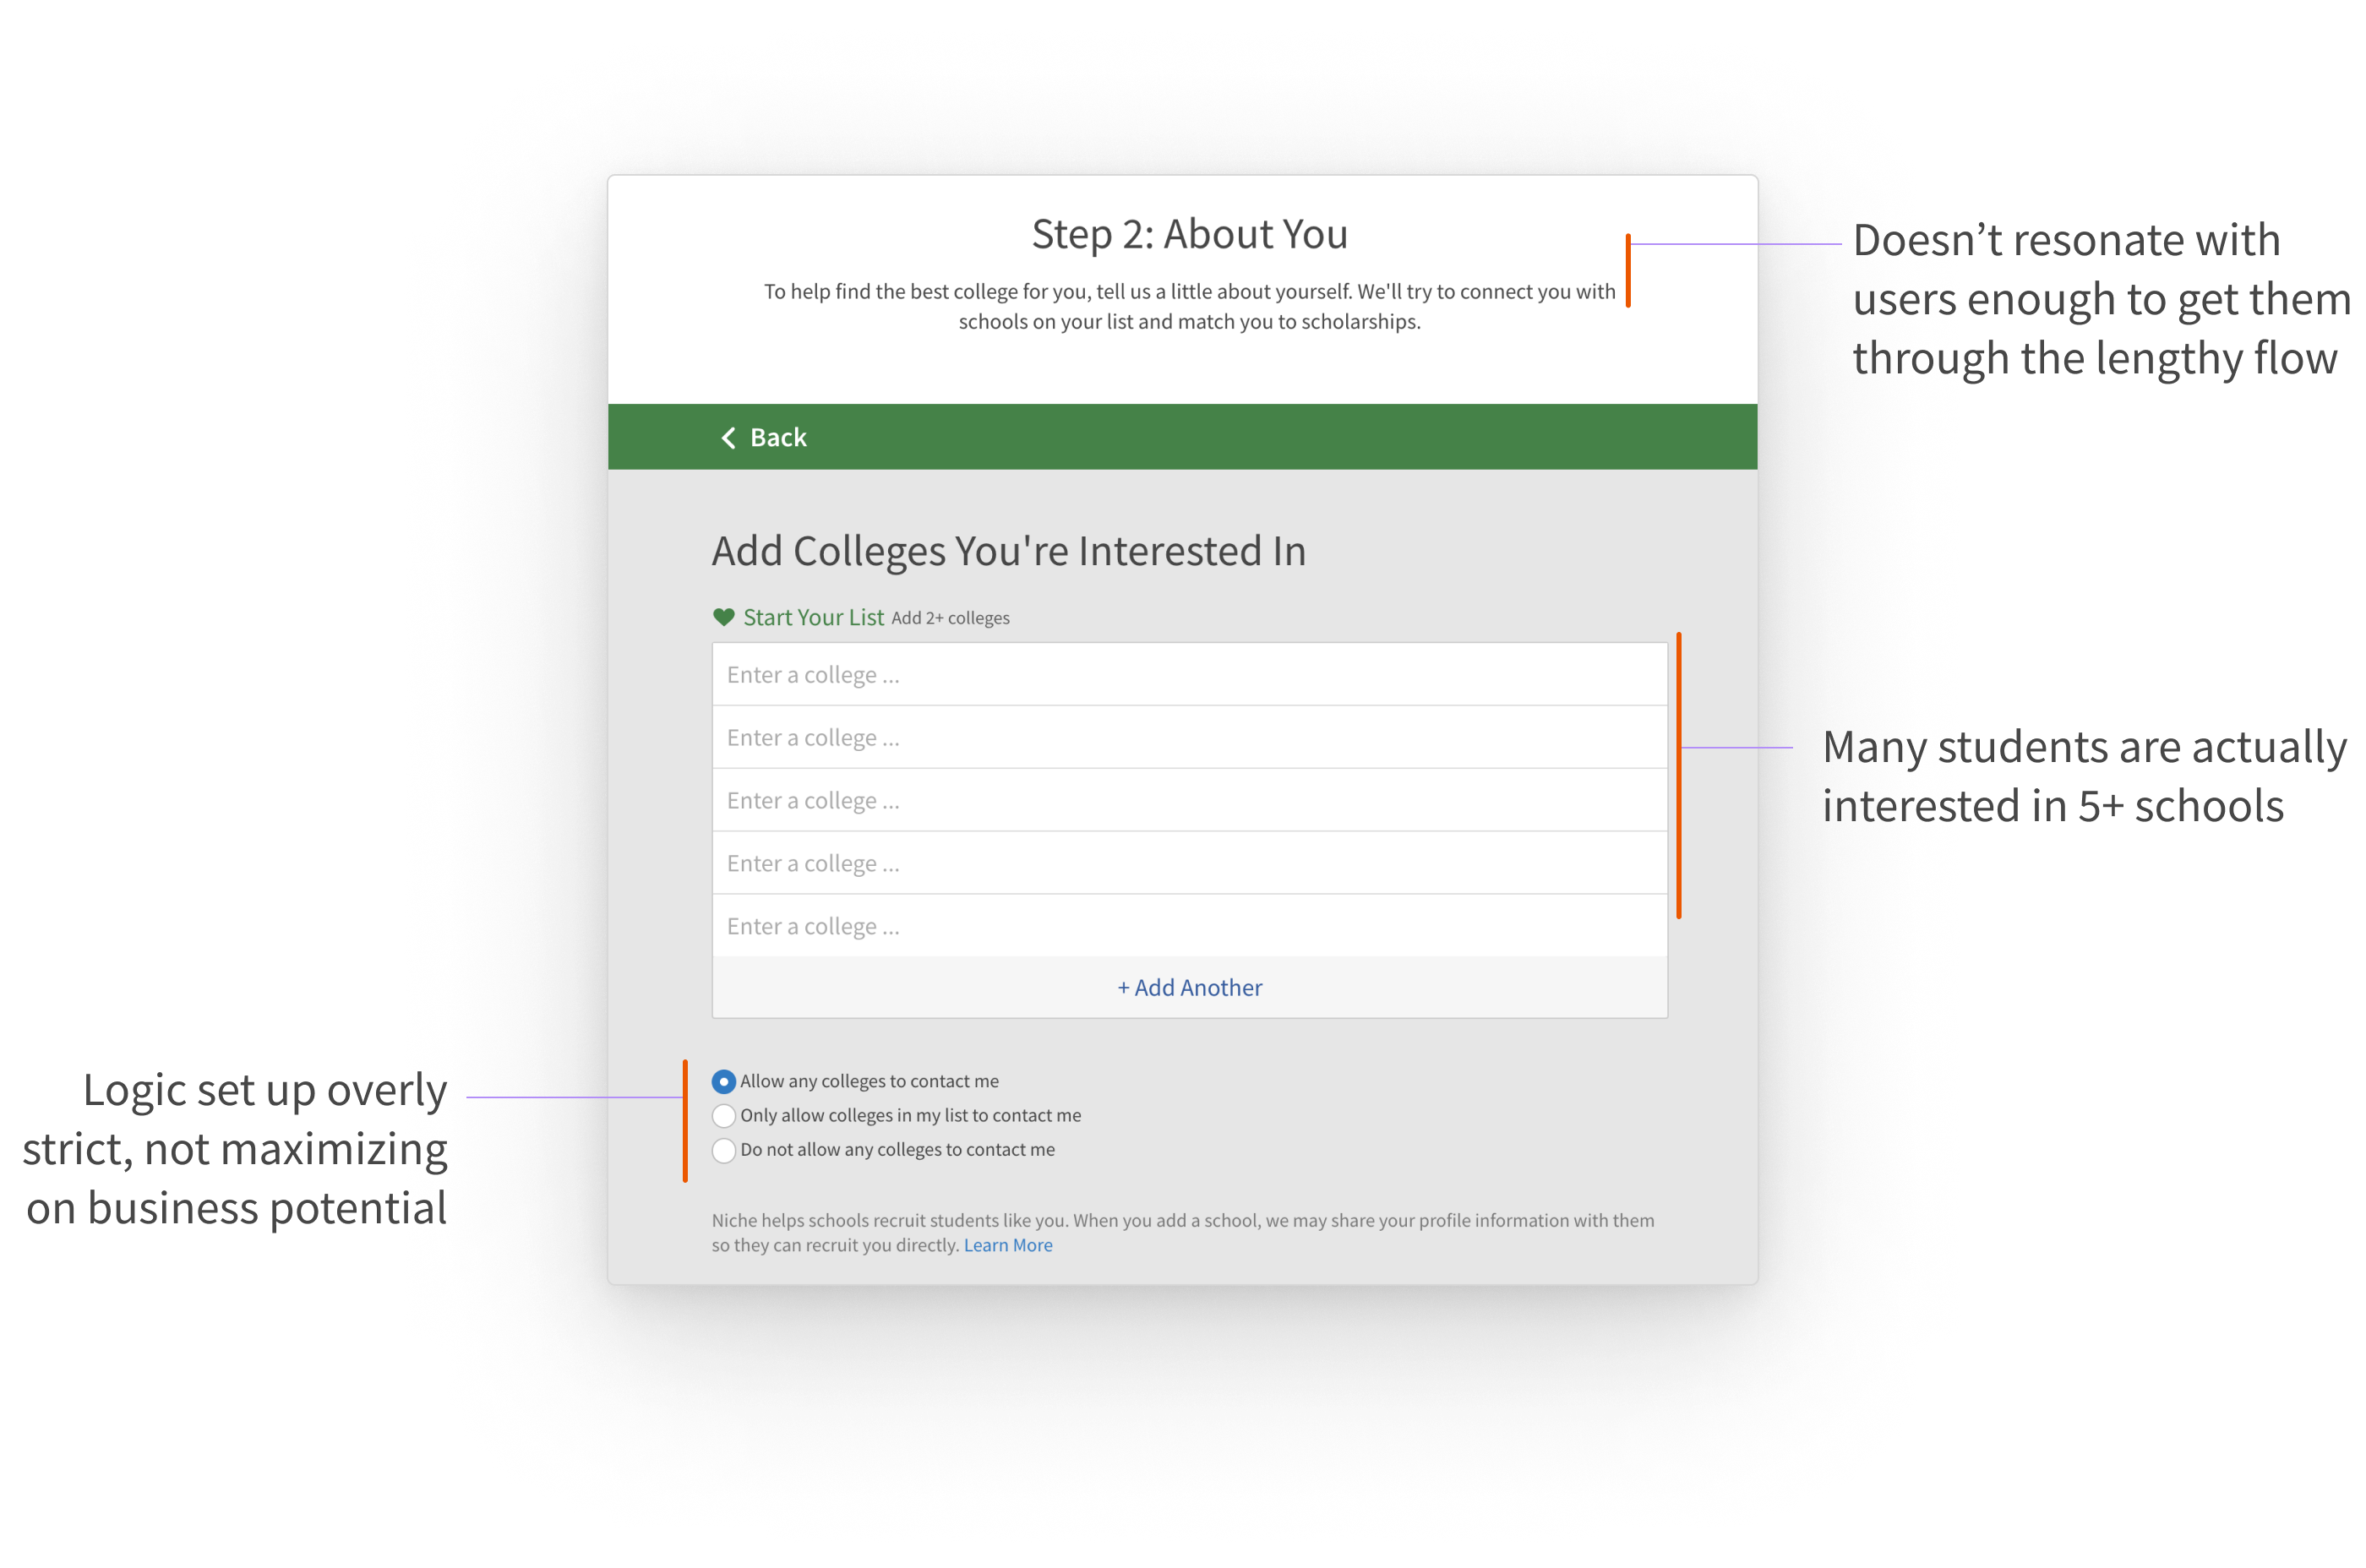 Step 2: About You
To help find the best college for you, tell us a little about yourself. We'll try to connect you with
schools on your list and match you to scholarships.
Doesn’t resonate with
users enough to get them
through the lengthy flow
Back
Add Colleges You're Interested In
Start Your List Add 2+ colleges
Enter a college ...
Enter a college ...
Enter a college ...
Enter a college ...
Enter a college ...
+ Add Another
Many students are actually
interested in 5+ schools
Logic set up overly
strict, not maximizing
on business potential
Allow any colleges to contact me
Only allow colleges in my list to contact me
Do not allow any colleges to contact me
Niche helps schools recruit students like you. When you add a school, we may share your profile information with them
so they can recruit you directly. Learn More